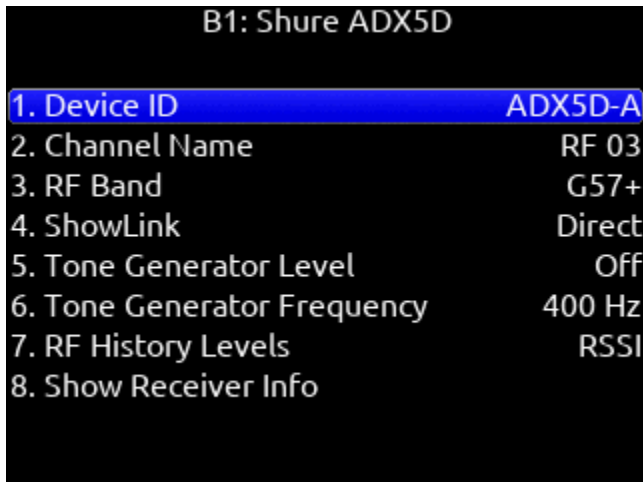 B1: Shure ADX5D
1. Device ID ADX5D-A
2. Channel Name RF 03
3. RF Band G57+
4. ShowLink Direct
5. Tone Generator Level Off
6. Tone Generator Frequency 400 Hz
7. RF History Levels RSSI
8. Show Receiver Info